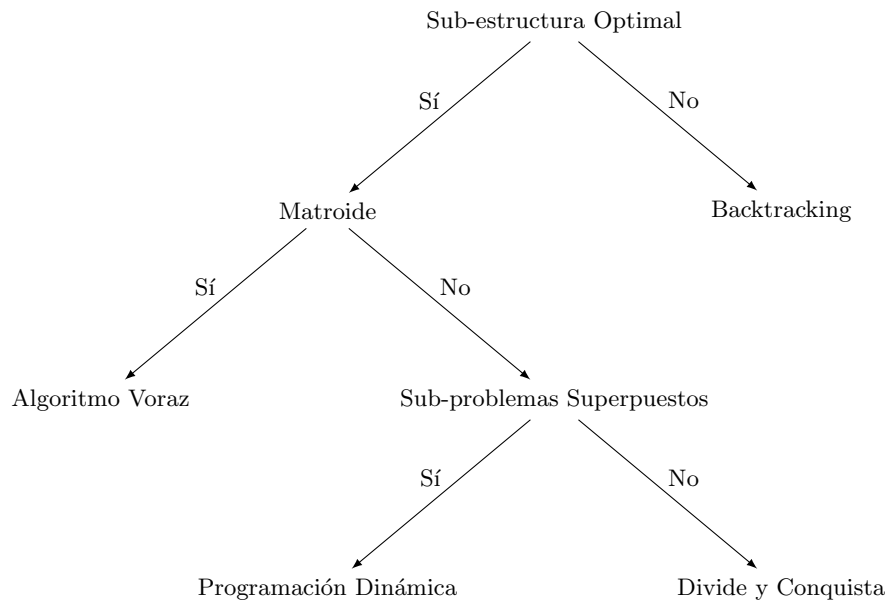 Sub-estructura Optimal
Sí
No
Matroide
Backtracking
Sí
No
Algoritmo Voraz
Sub-problemas Superpuestos
Sí
No
Programación Dinámica
Divide y Conquista